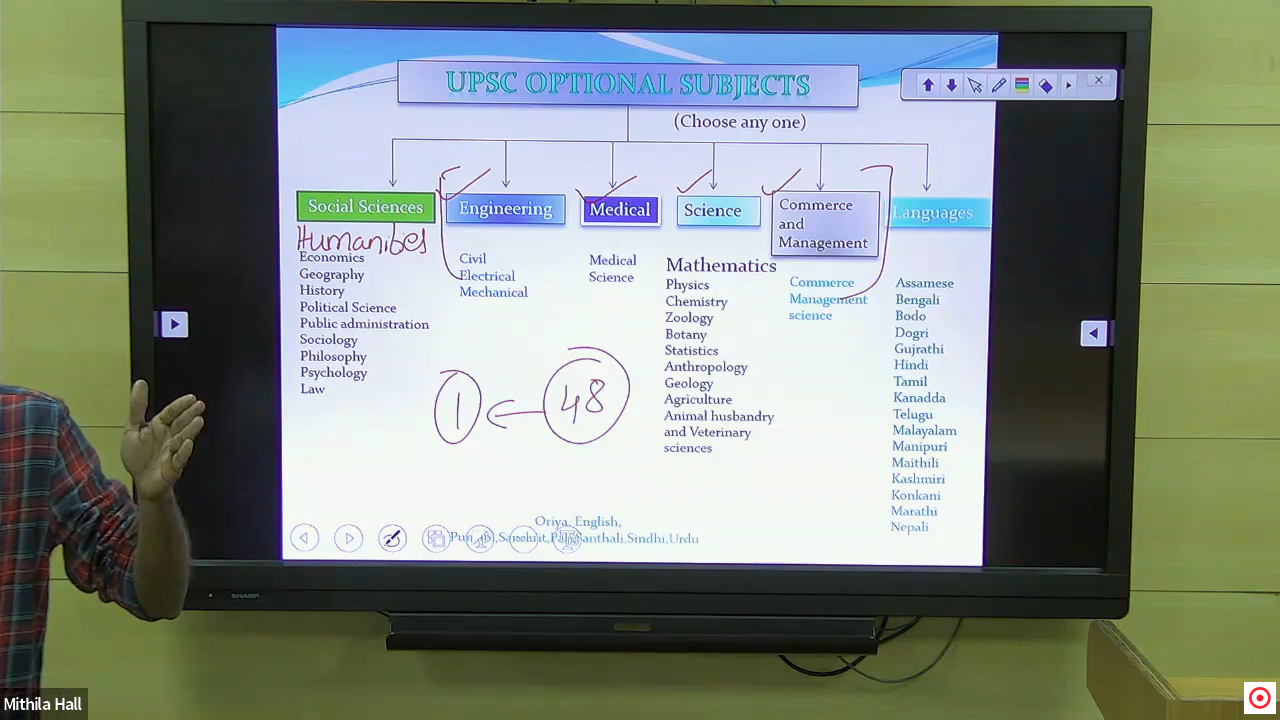 UPSC OPTIONAL SUBJECTS
(Choose any one)
Social Sciences
Humanities
Economics
Geography
History
Political Science
Public administration
Sociology
Philosophy
Psychology
Law
Engineering
Civil
Electrical
Mechanical
Medical
Medical
Science
Science
Mathematics
Physics
Chemistry
Zoology
Botany
Statistics
Anthropology
Geology
Agriculture
Animal husbandry
and Veterinary
sciences
Commerce
and
Management
Commerce
Management
science
Languages
Assamese
Bengali
Bodo
Dogri
Gujrathi
Hindi
Tamil
Kanadda
Telugu
Malayalam
Manipuri
Maithili
Kashmiri
Konkani
Marathi
Nepali
1
48
Oriya, English,
Sindhi,Urdu
SHARP
Mithila Hall